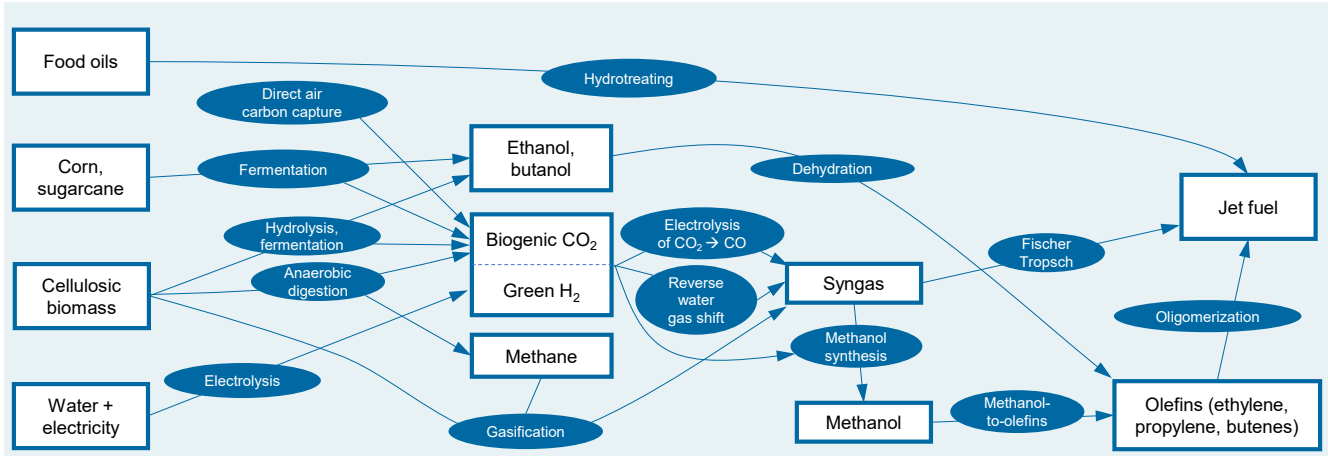 Food oils
Hydrotreating
Direct air
carbon capture
Corn,
sugarcane
Fermentation
Ethanol,
butanol
Dehydration
Jet fuel
Hydrolysis,
fermentation
Biogenic CO₂
Green H₂
Electrolysis
of CO₂ → CO
Fischer
Tropsch
Cellulosic
biomass
Anaerobic
digestion
Reverse
water
gas shift
Syngas
Oligomerization
Methane
Methanol
synthesis
Water +
electricity
Electrolysis
Gasification
Methanol
Methanol-
to-olefins
Olefins (ethylene,
propylene, butenes)